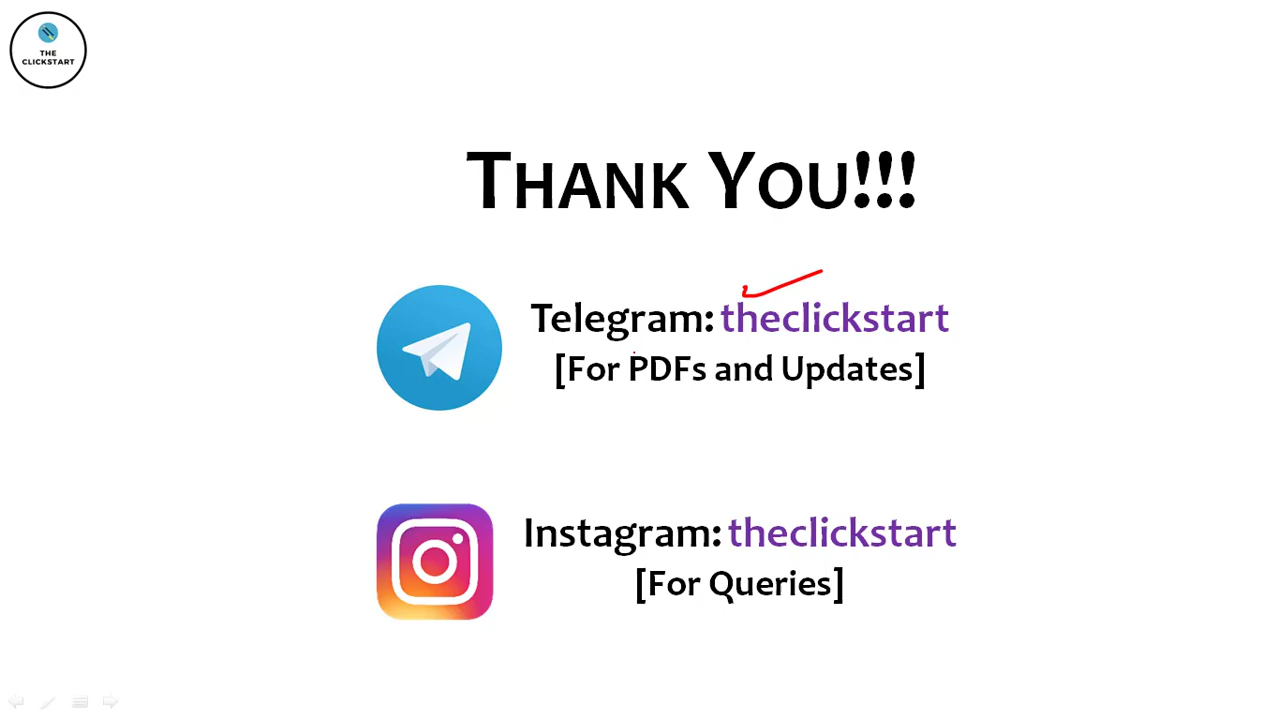 THE
CLICKSTART
THANK YOU!!!
Telegram: theclickstart
[For PDFs and Updates]
Instagram: theclickstart
[For Queries]